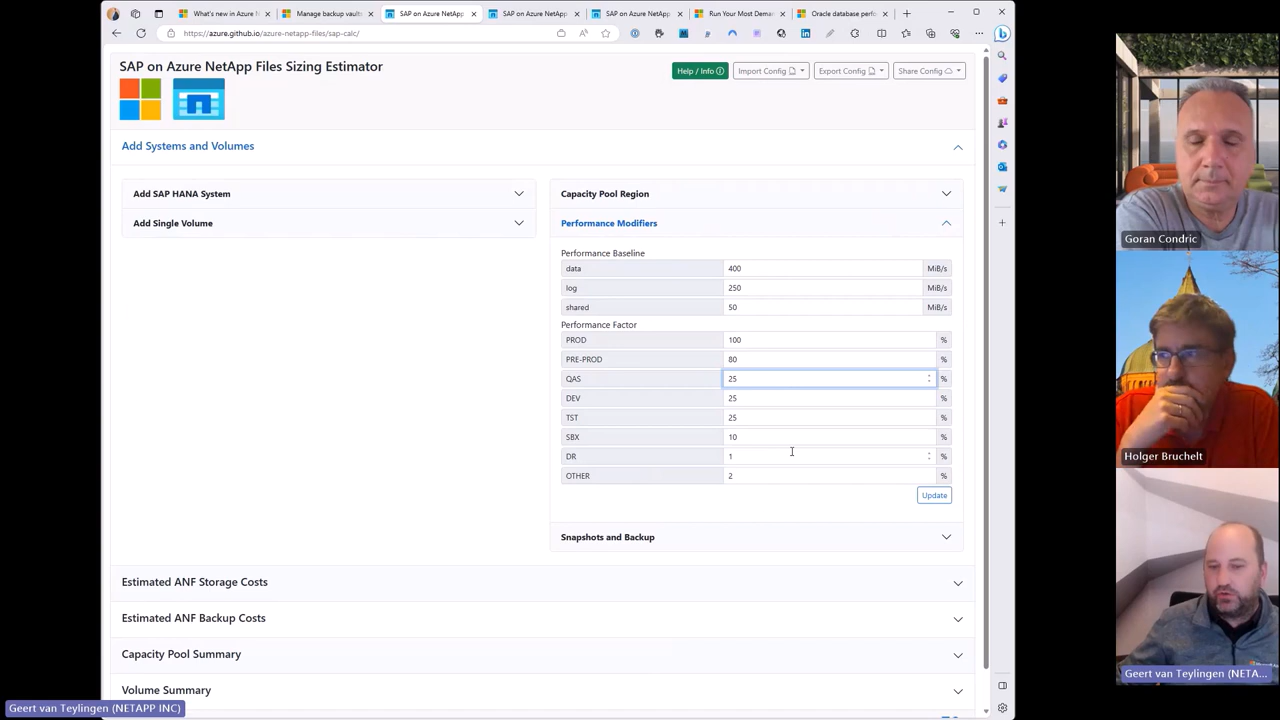 What's new in Azure N
Manage backup vaults
SAP on Azure NetApp
SAP on Azure NetApp
SAP on Azure NetApp
Run Your Most Deman
Oracle database perfo
https://azure.github.io/azure-netapp-files/sap-calc/
SAP on Azure NetApp Files Sizing Estimator
Help / Info
Import Config
Export Config
Share Config
Add Systems and Volumes
Add SAP HANA System
Add Single Volume
Capacity Pool Region
Performance Modifiers
Performance Baseline
data 400 MiB/s
log 250 MiB/s
shared 50 MiB/s
Performance Factor
PROD 100 %
PRE-PROD 80 %
QAS 25 %
DEV 25 %
TST 25 %
SBX 10 %
DR 1 %
OTHER 2 %
Update
Snapshots and Backup
Estimated ANF Storage Costs
Estimated ANF Backup Costs
Capacity Pool Summary
Volume Summary
Goran Condric
Holger Bruchelt
Geert van Teylingen (NETA...
Geert van Teylingen (NETAPP INC)